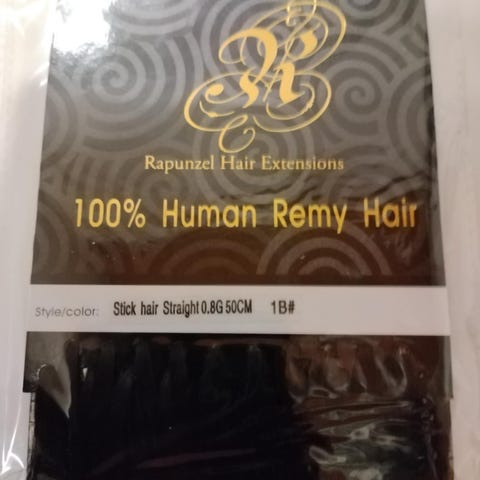 R
Rapunzel Hair Extensions
100% Human Remy Hair
Style/color: Stick hair Straight 0.8G 50CM 1B#